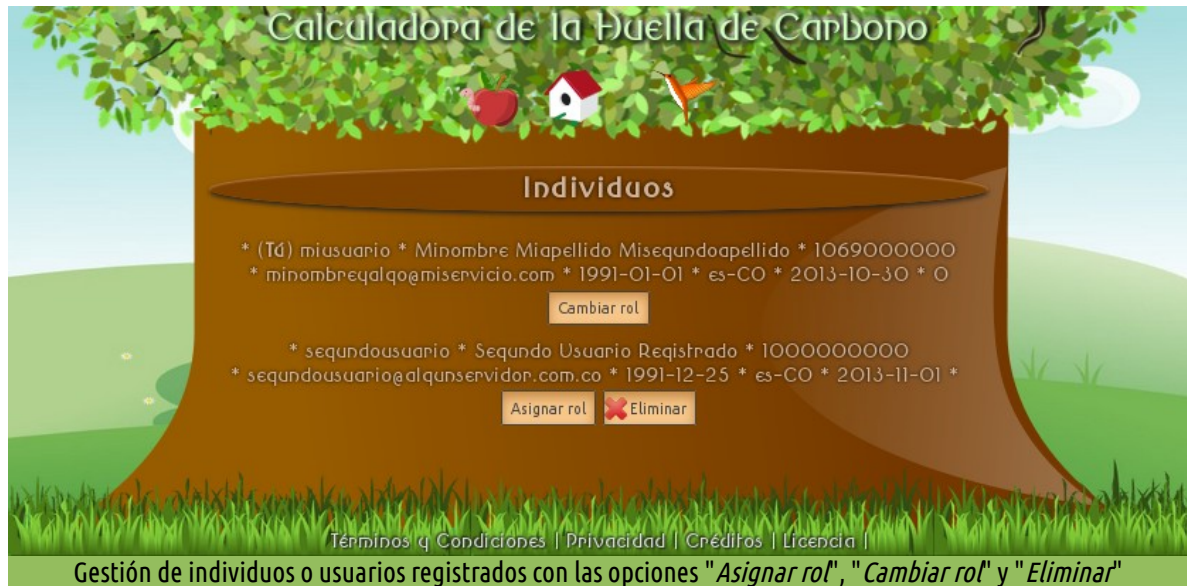 Calculadora de la Huella de Carbono
Individuos
* (Tú) miusuario * Minombre Miapellido Misegundoapellido * 1069000000
* minombreyalgo@miservicio.com * 1991-01-01 * es-CO * 2013-10-30 * 0
Cambiar rol
* segundousuario * Segundo Usuario Registrado * 1000000000
* segundousuario@algunservidor.com.co * 1991-12-25 * es-CO * 2013-11-01 *
Asignar rol Eliminar
Términos y Condiciones | Privacidad | Créditos | Licencia |
Gestión de individuos o usuarios registrados con las opciones "Asignar rol", "Cambiar rol" y "Eliminar"